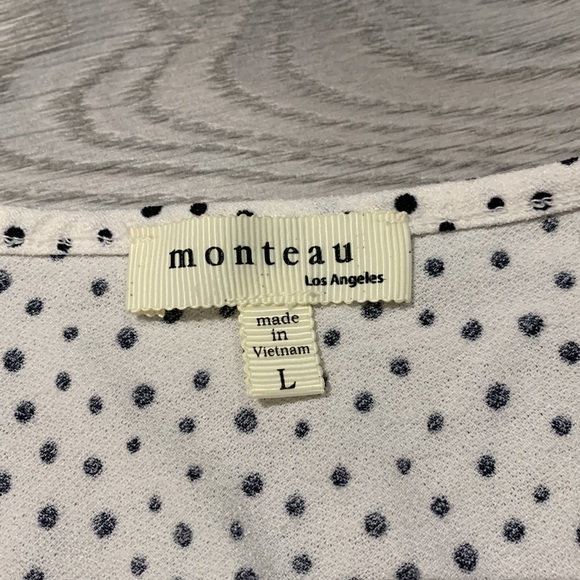 monteau
Los Angeles
made
in
Vietnam
L